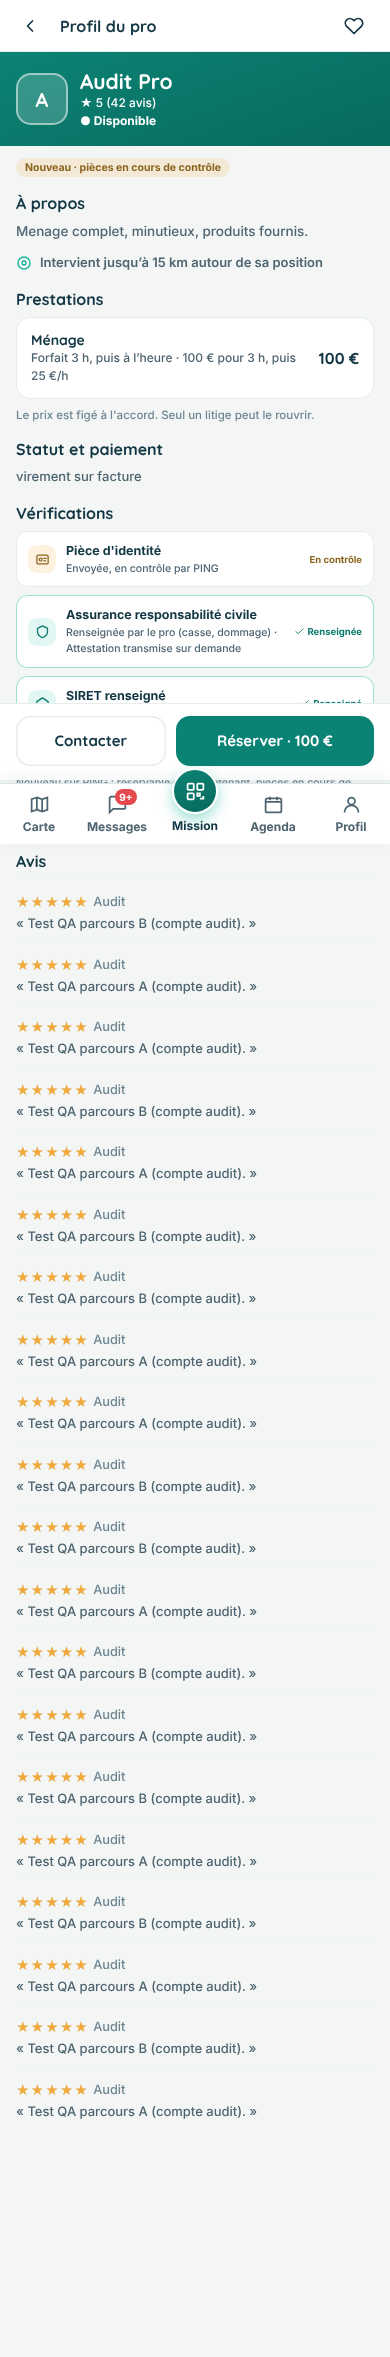 Profil du pro
A
Audit Pro
★ 5 (42 avis)
● Disponible
Nouveau · pièces en cours de contrôle
À propos
Menage complet, minutieux, produits fournis.
Intervient jusqu'à 15 km autour de sa position
Prestations
Ménage
Forfait 3 h, puis à l'heure · 100 € pour 3 h, puis
25 €/h
100 €
Le prix est figé à l'accord. Seul un litige peut le rouvrir.
Statut et paiement
virement sur facture
Vérifications
Pièce d'identité
Envoyée, en contrôle par PING
En contrôle
Assurance responsabilité civile
Renseignée par le pro (casse, dommage) ·
Attestation transmise sur demande
✓ Renseignée
SIRET renseigné
✓ Renseigné
Contacter
Réserver · 100 €
Nouveau sur PING : réservable maintenant, pièces en cours de
Carte
9+
Messages
Mission
Agenda
Profil
Avis
★★★★★ Audit
« Test QA parcours B (compte audit). »
★★★★★ Audit
« Test QA parcours A (compte audit). »
★★★★★ Audit
« Test QA parcours A (compte audit). »
★★★★★ Audit
« Test QA parcours B (compte audit). »
★★★★★ Audit
« Test QA parcours A (compte audit). »
★★★★★ Audit
« Test QA parcours B (compte audit). »
★★★★★ Audit
« Test QA parcours B (compte audit). »
★★★★★ Audit
« Test QA parcours A (compte audit). »
★★★★★ Audit
« Test QA parcours A (compte audit). »
★★★★★ Audit
« Test QA parcours B (compte audit). »
★★★★★ Audit
« Test QA parcours B (compte audit). »
★★★★★ Audit
« Test QA parcours A (compte audit). »
★★★★★ Audit
« Test QA parcours B (compte audit). »
★★★★★ Audit
« Test QA parcours A (compte audit). »
★★★★★ Audit
« Test QA parcours B (compte audit). »
★★★★★ Audit
« Test QA parcours A (compte audit). »
★★★★★ Audit
« Test QA parcours B (compte audit). »
★★★★★ Audit
« Test QA parcours A (compte audit). »
★★★★★ Audit
« Test QA parcours B (compte audit). »
★★★★★ Audit
« Test QA parcours A (compte audit). »